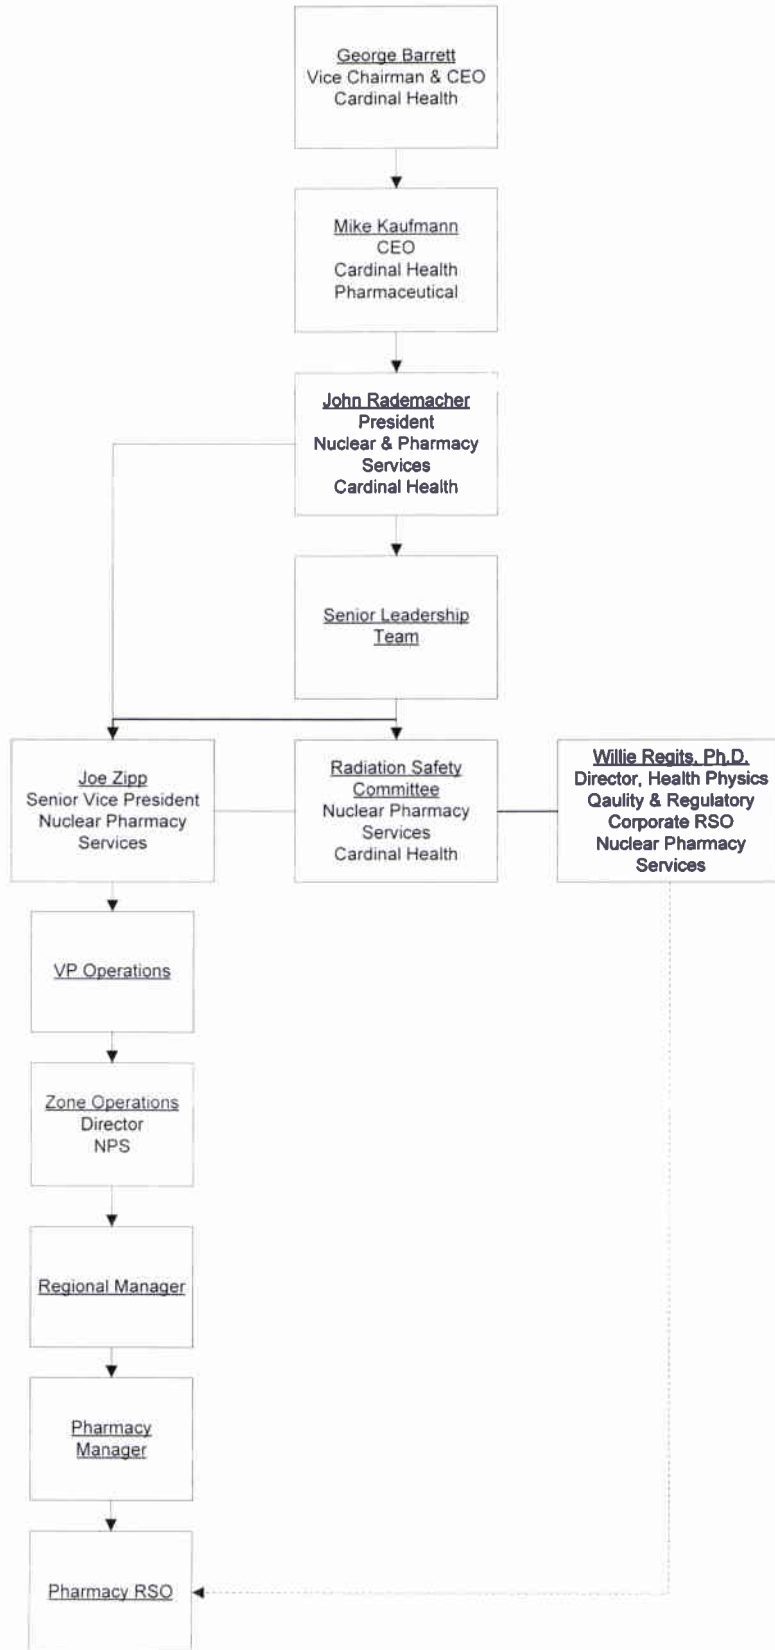 George Barrett
Vice Chairman & CEO
Cardinal Health
Mike Kaufmann
CEO
Cardinal Health
Pharmaceutical
John Rademacher
President
Nuclear & Pharmacy
Services
Cardinal Health
Senior Leadership
Team
Joe Zipp
Senior Vice President
Nuclear Pharmacy
Services
Radiation Safety
Committee
Nuclear Pharmacy
Services
Cardinal Health
Willie Regits, Ph.D.
Director, Health Physics
Qaulity & Regulatory
Corporate RSO
Nuclear Pharmacy
Services
VP Operations
Zone Operations
Director
NPS
Regional Manager
Pharmacy
Manager
Pharmacy RSO